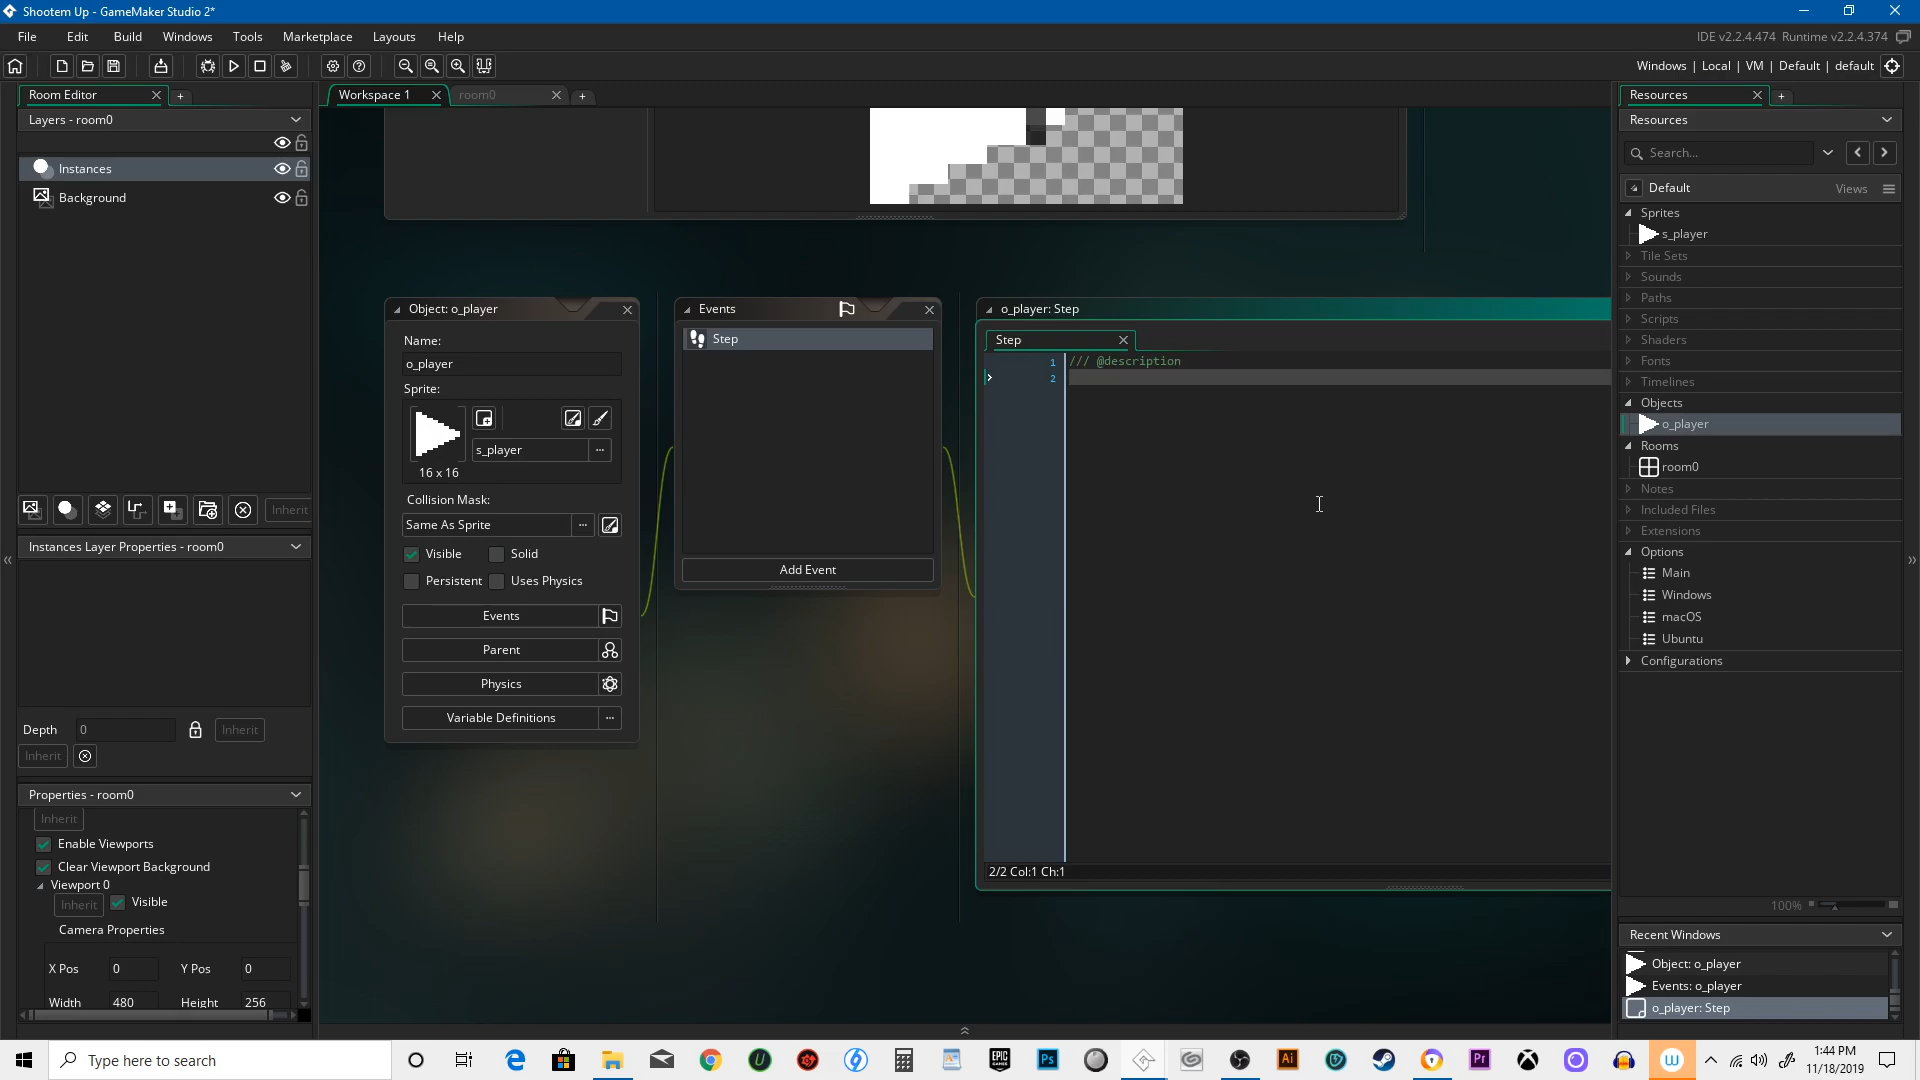 Shootem Up - GameMaker Studio 2*
File Edit Build Windows Tools Marketplace Layouts Help
IDE v2.2.4.474 Runtime v2.2.4.374
Windows | Local | VM | Default | default
Room Editor
Layers - room0
Instances
Background
Inherit
Instances Layer Properties - room0
Depth 0 Inherit
Inherit
Properties - room0
Inherit
Enable Viewports
Clear Viewport Background
Viewport 0
Inherit Visible
Camera Properties
X Pos 0 Y Pos 0
Width 480 Height 256
Workspace 1
room0
Object: o_player
Name:
o_player
Sprite:
s_player
16 x 16
Collision Mask:
Same As Sprite
Visible Solid
Persistent Uses Physics
Events
Parent
Physics
Variable Definitions
Events
Step
Add Event
o_player: Step
Step
1 /// @description
2
2/2 Col:1 Ch:1
Resources
Resources
Search...
Default Views
Sprites
s_player
Tile Sets
Sounds
Paths
Scripts
Shaders
Fonts
Timelines
Objects
o_player
Rooms
room0
Notes
Included Files
Extensions
Options
Main
Windows
macOS
Ubuntu
Configurations
100%
Recent Windows
Object: o_player
Events: o_player
o_player: Step
Type here to search
1:44 PM
11/18/2019